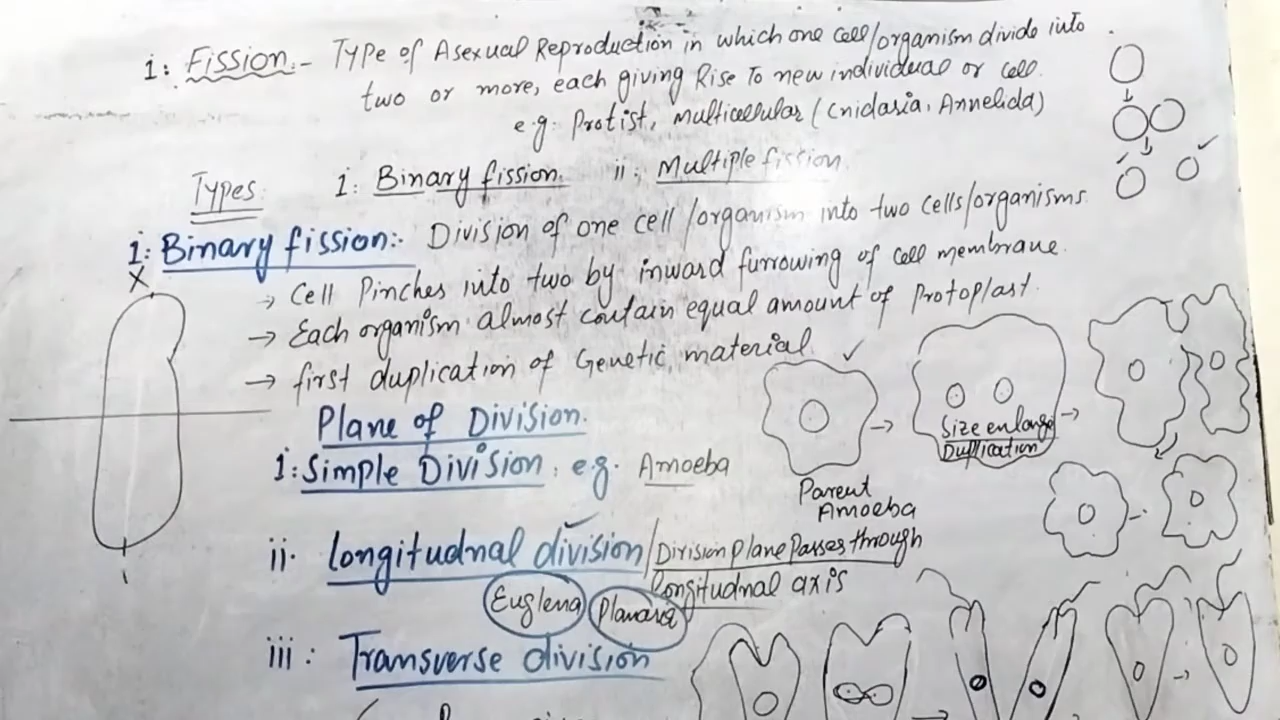 i: Fission:- Type of Asexual Reproduction in which one cell/organism divide into
two or more, each giving Rise To new individual or cell.
e.g. Protist, multicellular (Cnidaria, Annelida)
Types i: Binary fission. ii: Multiple fission.
1: Binary fission:- Division of one cell/organism into two cells/organisms.
→ Cell Pinches into two by inward furrowing of cell membrane.
→ Each organism almost contain equal amount of Protoplast.
→ first duplication of Genetic material.
Plane of Division.
i: Simple Division, e.g. Amoeba
Size enlarge
Duplication
Parent
Amoeba
ii. longitudnal division/Division plane Passes through
longitudnal axis
Euglena Planaria
iii: Transverse division